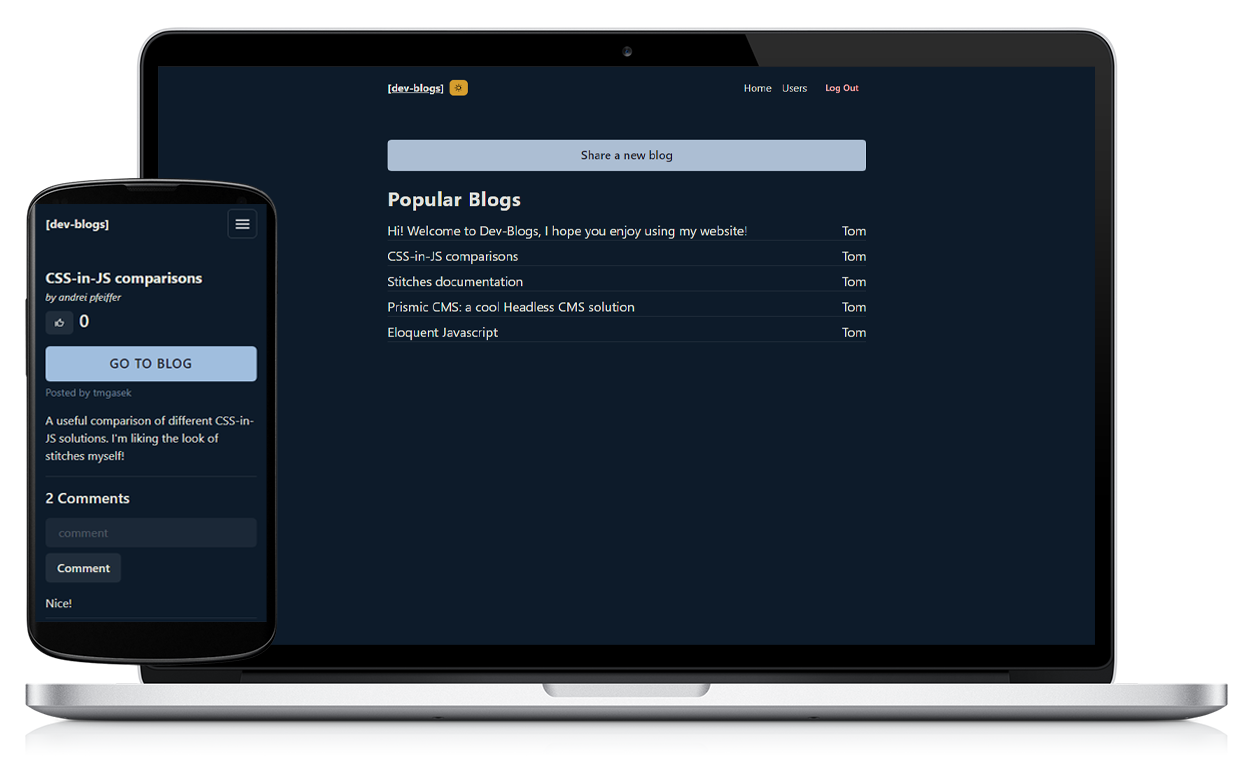 [dev-blogs]
Home Users Log Out
Share a new blog
Popular Blogs
Hi! Welcome to Dev-Blogs, I hope you enjoy using my website! Tom
CSS-in-JS comparisons Tom
Stitches documentation Tom
Prismic CMS: a cool Headless CMS solution Tom
Eloquent Javascript Tom
[dev-blogs]
CSS-in-JS comparisons
by andrei pfeiffer
0
GO TO BLOG
Posted by tmgasek
A useful comparison of different CSS-in-
JS solutions. I'm liking the look of
stitches myself!
2 Comments
comment
Comment
Nice!